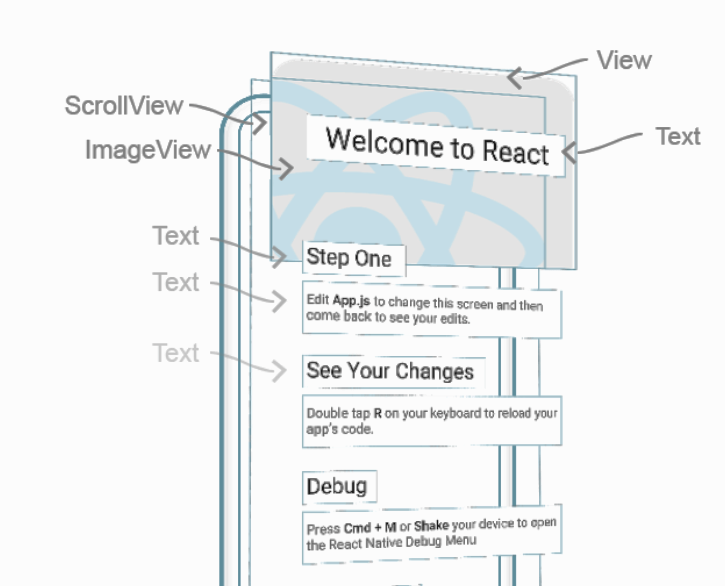 View
ScrollView
Text
ImageView
Welcome to React
Text
Step One
Text
Edit App.js to change this screen and then
come back to see your edits.
Text
See Your Changes
Double tap R on your keyboard to reload your
app's code.
Debug
Press Cmd + M or Shake your device to open
the React Native Debug Menu